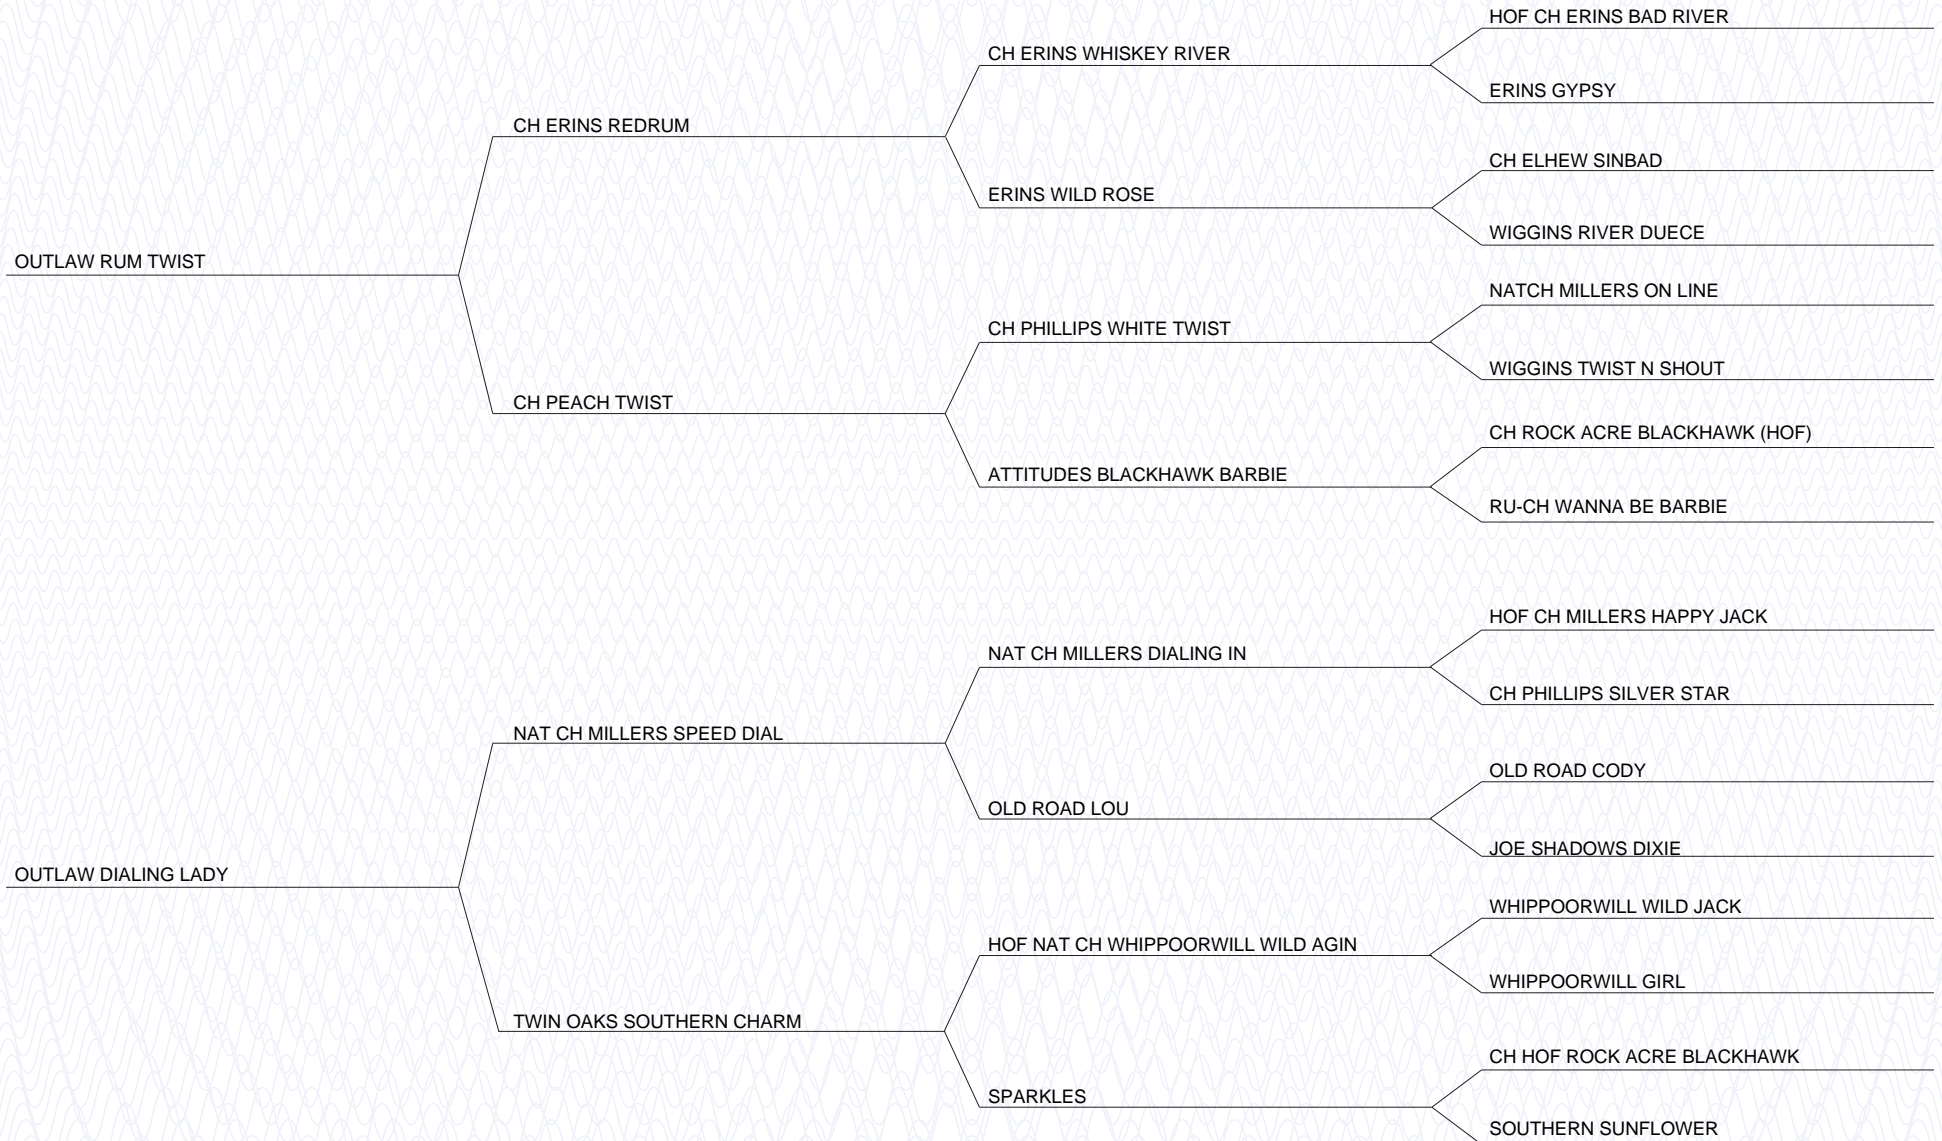 HOF CH ERINS BAD RIVER
CH ERINS WHISKEY RIVER
ERINS GYPSY
CH ERINS REDRUM
CH ELHEW SINBAD
ERINS WILD ROSE
WIGGINS RIVER DUECE
OUTLAW RUM TWIST
NATCH MILLERS ON LINE
CH PHILLIPS WHITE TWIST
WIGGINS TWIST N SHOUT
CH PEACH TWIST
CH ROCK ACRE BLACKHAWK (HOF)
ATTITUDES BLACKHAWK BARBIE
RU-CH WANNA BE BARBIE
HOF CH MILLERS HAPPY JACK
NAT CH MILLERS DIALING IN
CH PHILLIPS SILVER STAR
NAT CH MILLERS SPEED DIAL
OLD ROAD CODY
OLD ROAD LOU
JOE SHADOWS DIXIE
OUTLAW DIALING LADY
WHIPPOORWILL WILD JACK
HOF NAT CH WHIPPOORWILL WILD AGIN
WHIPPOORWILL GIRL
TWIN OAKS SOUTHERN CHARM
CH HOF ROCK ACRE BLACKHAWK
SPARKLES
SOUTHERN SUNFLOWER